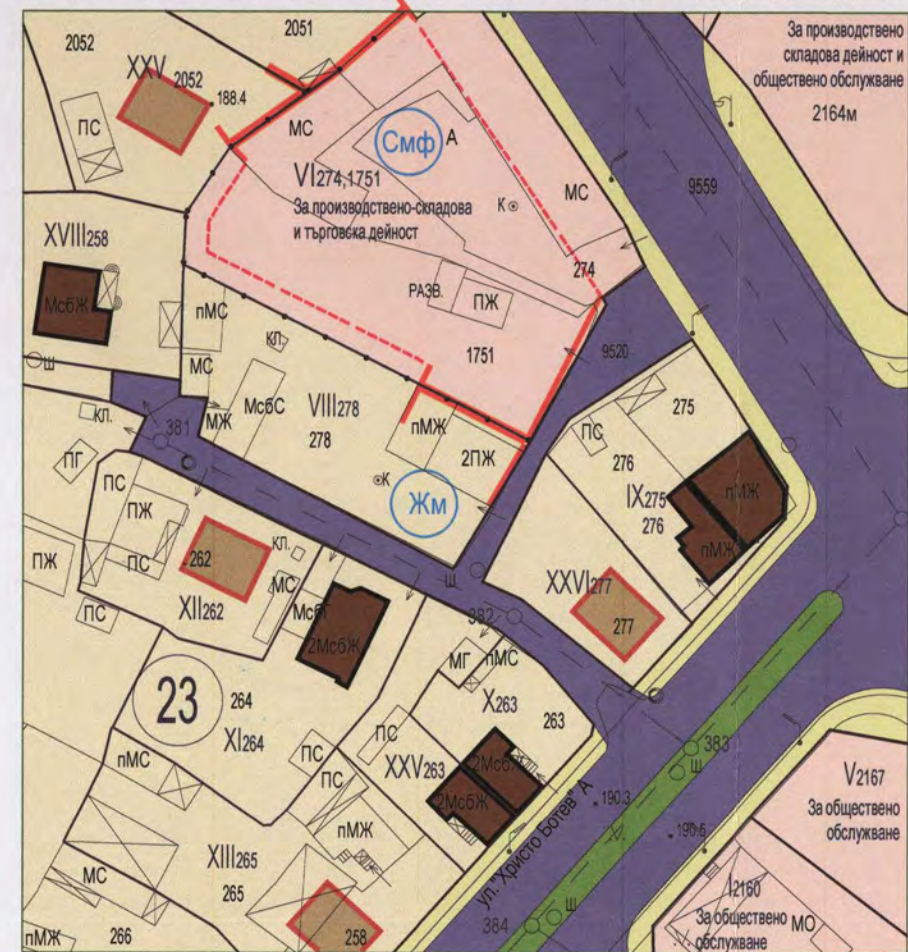 2052
2051
За производствено
складова дейност и
обществено обслужване
2164м
XXV 2052
188.4
ПС
МС
Смф
А
VI274,1751
За производствено-складова
и търговска дейност
К
МС
9559
274
XVIII258
МсбЖ
РАЗВ.
ПЖ
пМС
1751
9520
Ш
КЛ.
МС
МсбС
VIII278
278
МЖ
пМЖ
2ПЖ
275
ПС
276
КЛ.
381
К
Жм
IX275
276
пМЖ
пМЖ
ПГ
ПС
ПЖ
ПЖ
262
КЛ.
ПС
МС
Ш
XXVI277
277
ПС
XII262
МсбГ
2МсбЖ
382
МГ
пМС
23
264
XI264
X263
263
ПС
ПС
XXV263
2МсбЖ
2МсбЖ
383
Ш
пМС
ПС
пМЖ
190.3
190.5
ул. "Христо Ботев" А
V2167
За обществено
обслужване
XIII265
265
МС
266
пМЖ
258
384
Ш
I2160
За обществено
обслужване
МО